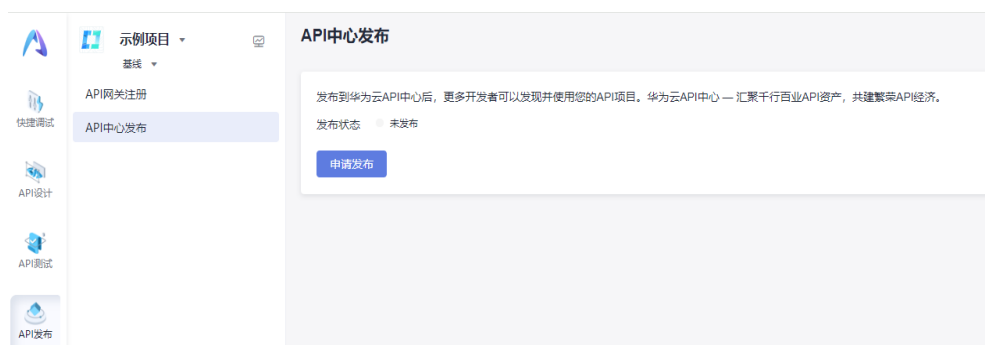 示例项目
基线
API网关注册
API中心发布
快捷调试
API设计
API测试
API发布
API中心发布
发布到华为云API中心后，更多开发者可以发现并使用您的API项目。华为云API中心 — 汇聚千行百业API资产，共建繁荣API经济。
发布状态 未发布
申请发布